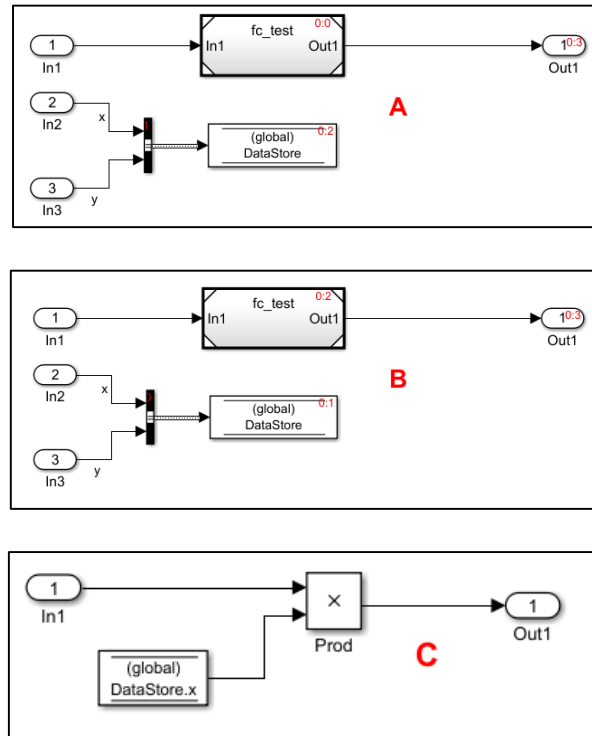 fc_test 0:0
1 In1 Out1 1 0:3
In1 Out1
2
In2 x A
(global) 0:2
DataStore
3
In3 y
fc_test 0:2
1 In1 Out1 1 0:3
In1 Out1
2
In2 x B
(global) 0:1
DataStore
3
In3 y
1
In1 × 1
Prod Out1
(global) C
DataStore.x